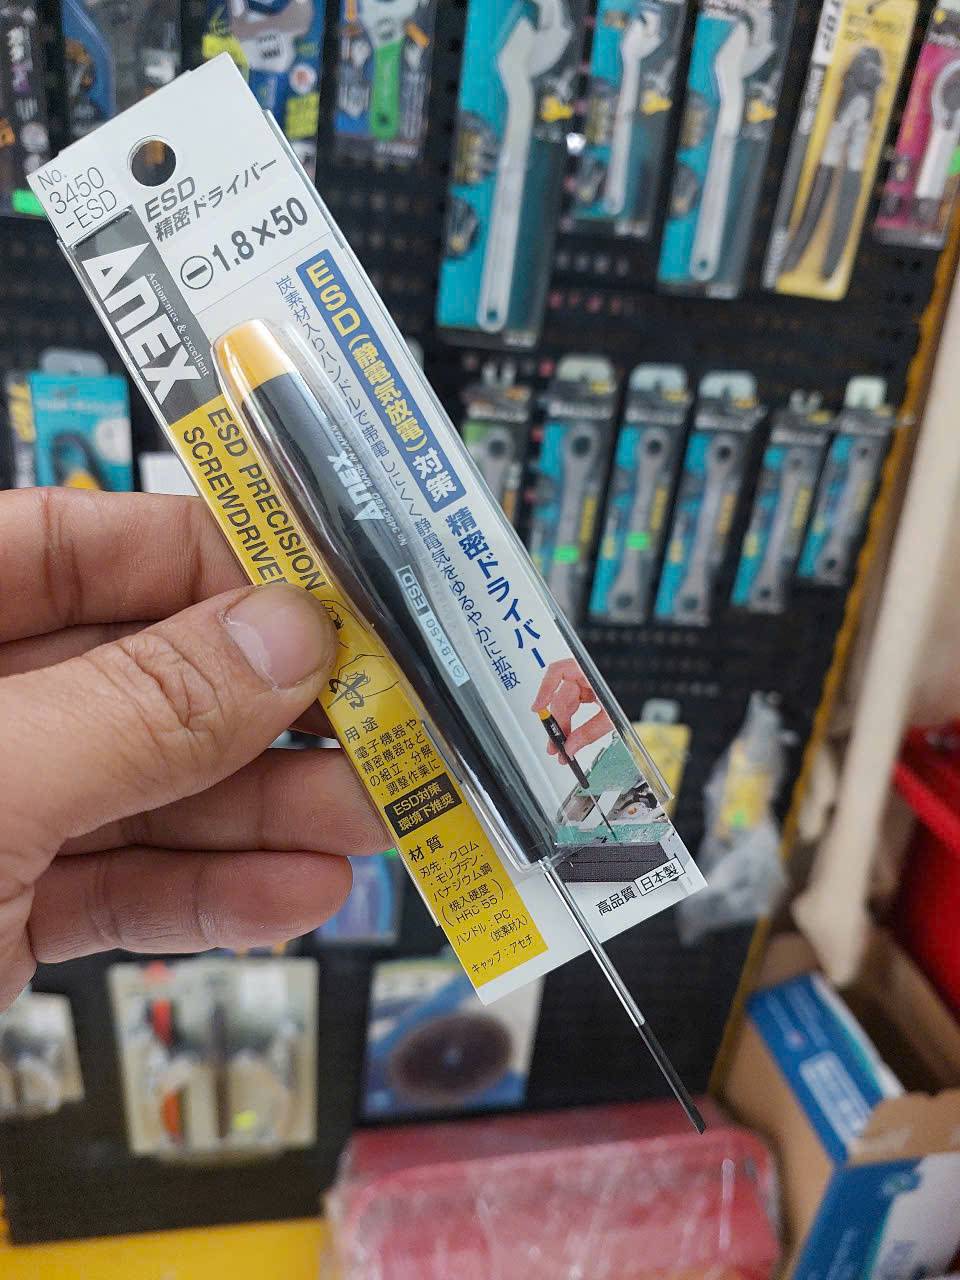 No.
3450
-ESD
ESD
精密ドライバー
⊖1.8×50
ANEX
Action:nice & excellent
ESD PRECISION
SCREWDRIVE
ESD(静電気放電)対策
精密ドライバー
炭素材入りハンドルで帯電しにくく静電気をゆるやかに拡散
ANEX
⊖1.8×50 ESD
用途
電子機器や
精密機器など
の組立・分解
・調整作業に
ESD対策
環境下推奨
材質
刃先:クロム
・モリブデン・
バナジウム鋼
(焼入硬度
HRC 55)
ハンドル:PC
(炭素材入)
キャップ:アセチ
高品質 日本製